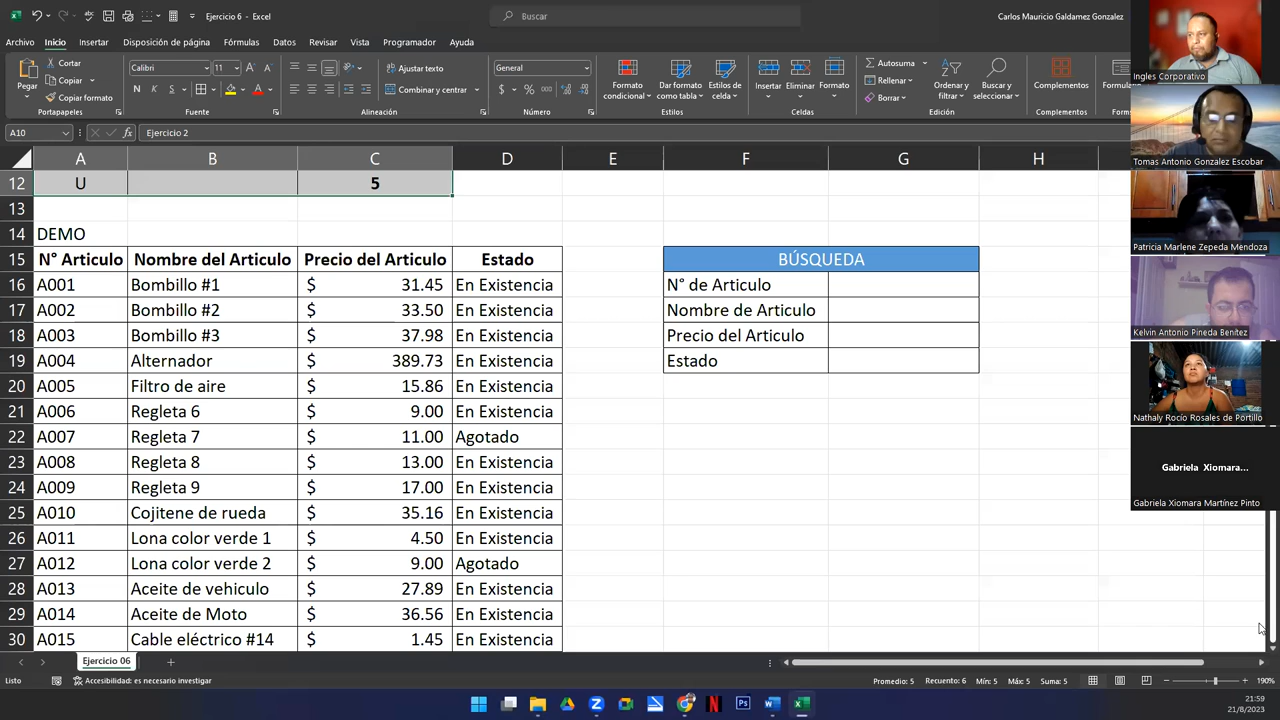 Ejercicio 6 - Excel
Buscar
Carlos Mauricio Galdamez Gonzalez
Archivo Inicio Insertar Disposición de página Fórmulas Datos Revisar Vista Programador Ayuda
Pegar
Cortar
Copiar
Copiar formato
Portapapeles
Calibri 11
N K S
Fuente
Ajustar texto
Combinar y centrar
Alineación
General
$ % 000
Número
Formato condicional
Dar formato como tabla
Estilos de celda
Estilos
Insertar
Eliminar
Formato
Celdas
Autosuma
Rellenar
Borrar
Ordenar y filtrar
Buscar y seleccionar
Edición
Complementos
Complementos
A10 fx Ejercicio 2
A B C D E F G H
12 U 5
13
14 DEMO
15 N° Articulo Nombre del Articulo Precio del Articulo Estado BÚSQUEDA
16 A001 Bombillo #1 $ 31.45 En Existencia N° de Articulo
17 A002 Bombillo #2 $ 33.50 En Existencia Nombre de Articulo
18 A003 Bombillo #3 $ 37.98 En Existencia Precio del Articulo
19 A004 Alternador $ 389.73 En Existencia Estado
20 A005 Filtro de aire $ 15.86 En Existencia
21 A006 Regleta 6 $ 9.00 En Existencia
22 A007 Regleta 7 $ 11.00 Agotado
23 A008 Regleta 8 $ 13.00 En Existencia
24 A009 Regleta 9 $ 17.00 En Existencia
25 A010 Cojitene de rueda $ 35.16 En Existencia
26 A011 Lona color verde 1 $ 4.50 En Existencia
27 A012 Lona color verde 2 $ 9.00 Agotado
28 A013 Aceite de vehiculo $ 27.89 En Existencia
29 A014 Aceite de Moto $ 36.56 En Existencia
30 A015 Cable eléctrico #14 $ 1.45 En Existencia
Ejercicio 06
Listo Accesibilidad: es necesario investigar Promedio: 5 Recuento: 6 Mín: 5 Máx: 5 Suma: 5 190%
21:59
21/8/2023
Ingles Corporativo
Tomas Antonio Gonzalez Escobar
Patricia Marlene Zepeda Mendoza
Kelvin Antonio Pineda Benítez
Nathaly Rocío Rosales de Portillo
Gabriela Xiomara...
Gabriela Xiomara Martínez Pinto